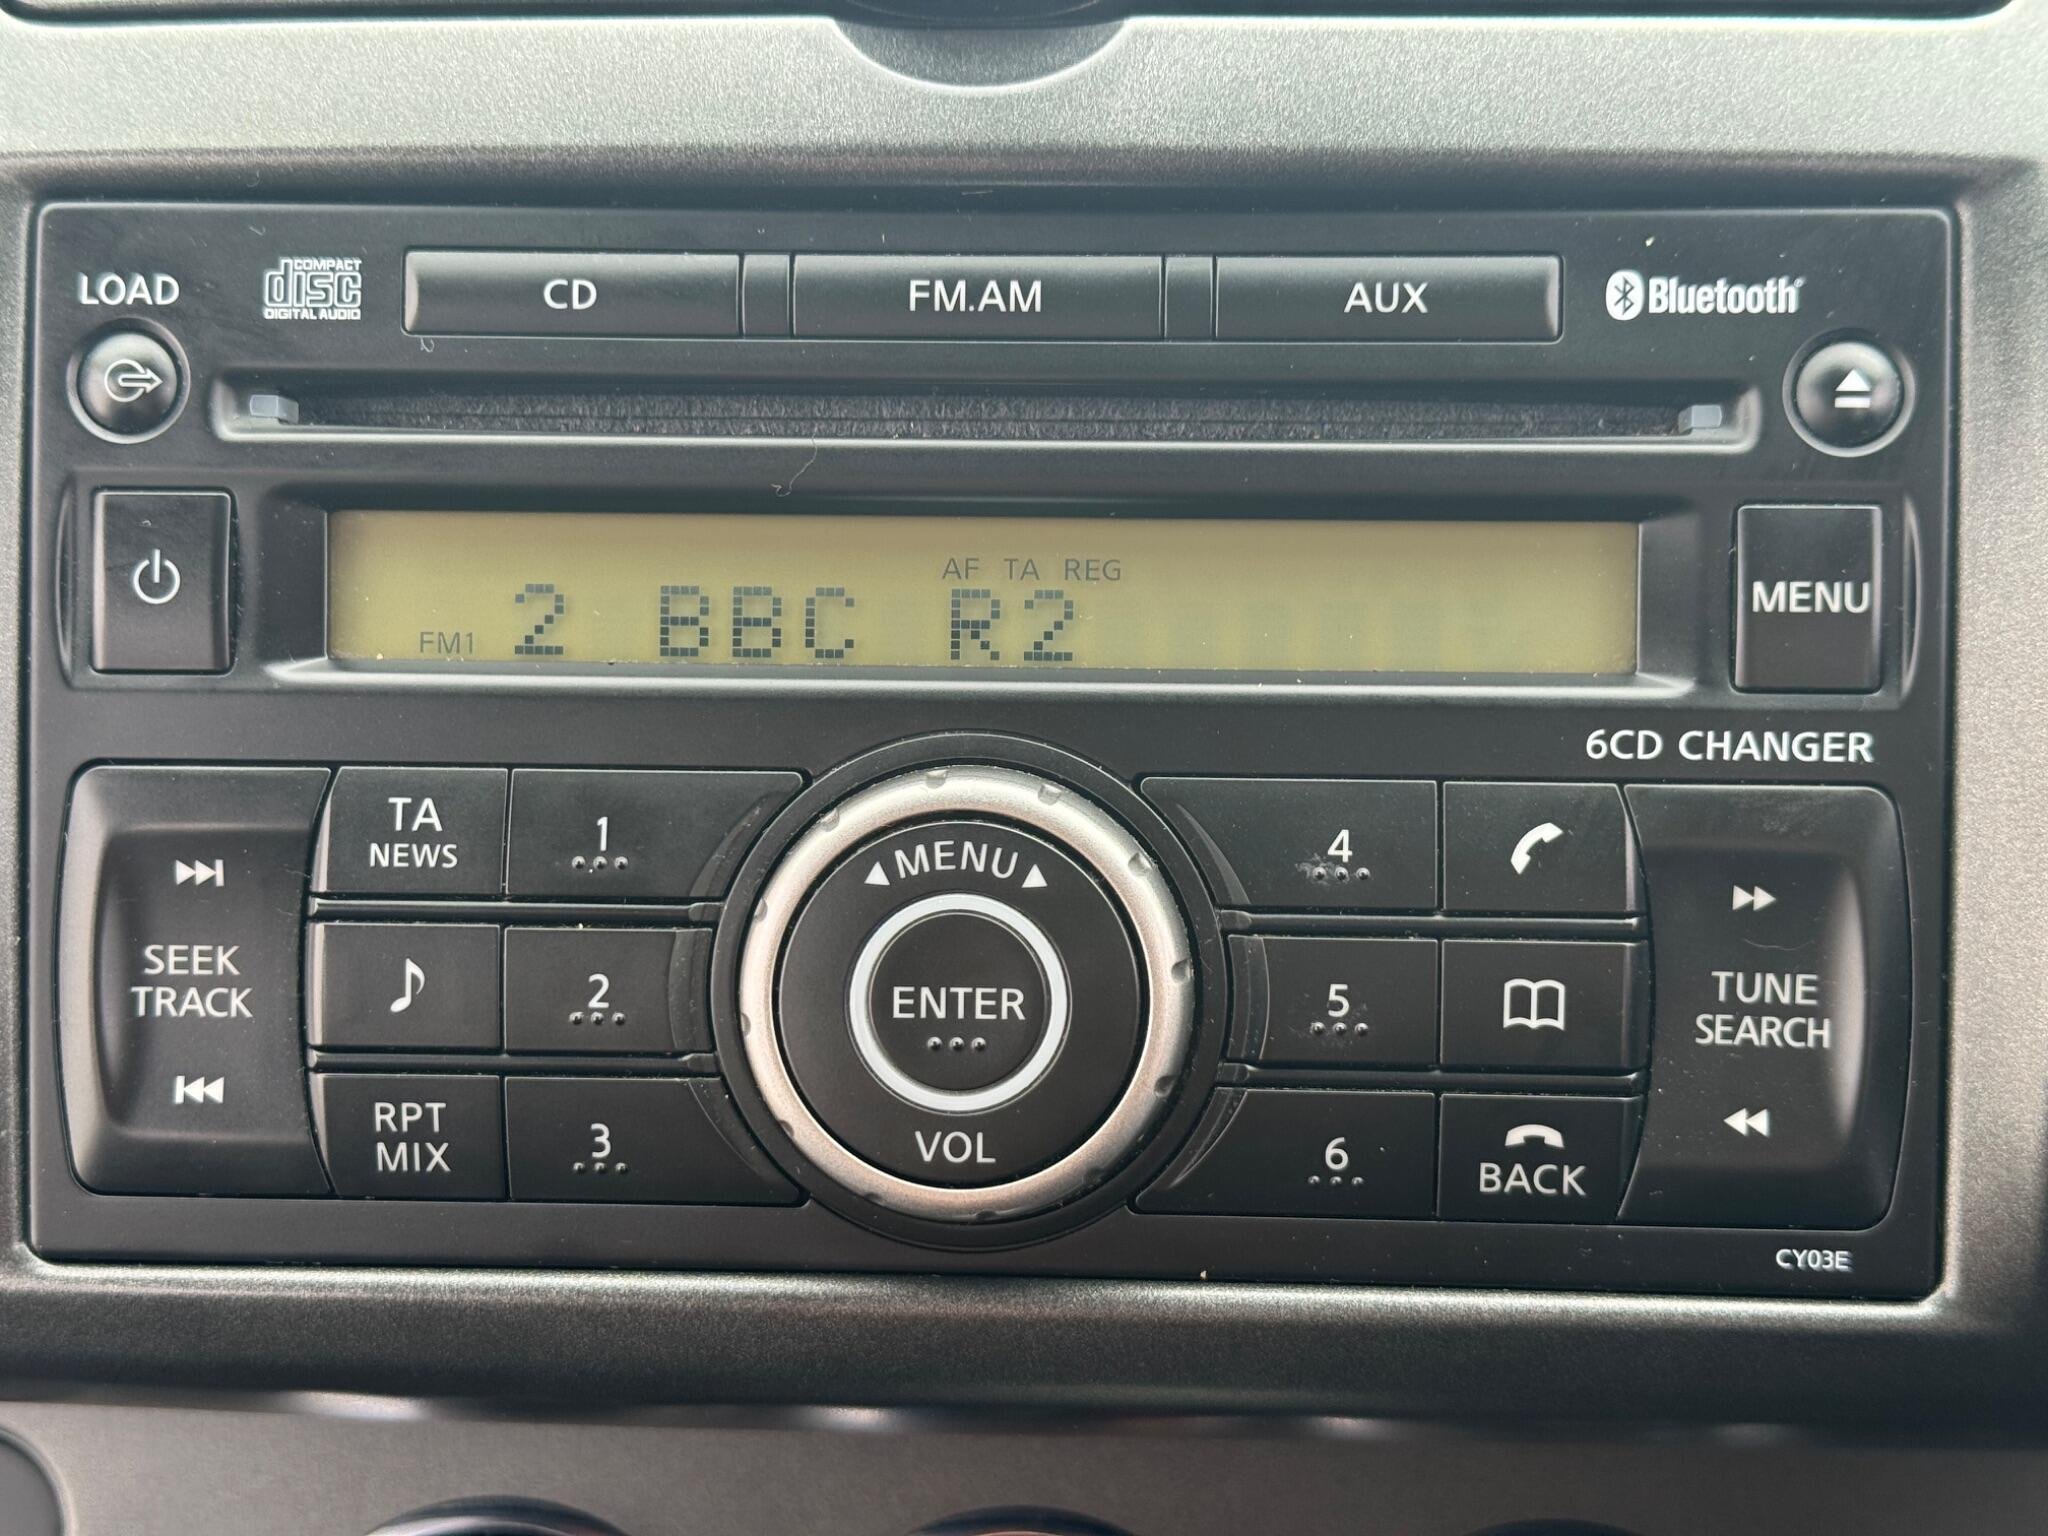 LOAD
COMPACT
disc
DIGITAL AUDIO
CD
FM.AM
AUX
Bluetooth
AF TA REG
FM1 2 BBC R2
MENU
6CD CHANGER
SEEK
TRACK
TA
NEWS
RPT
MIX
1
2
3
MENU
ENTER
VOL
4
5
6
BACK
TUNE
SEARCH
CY03E